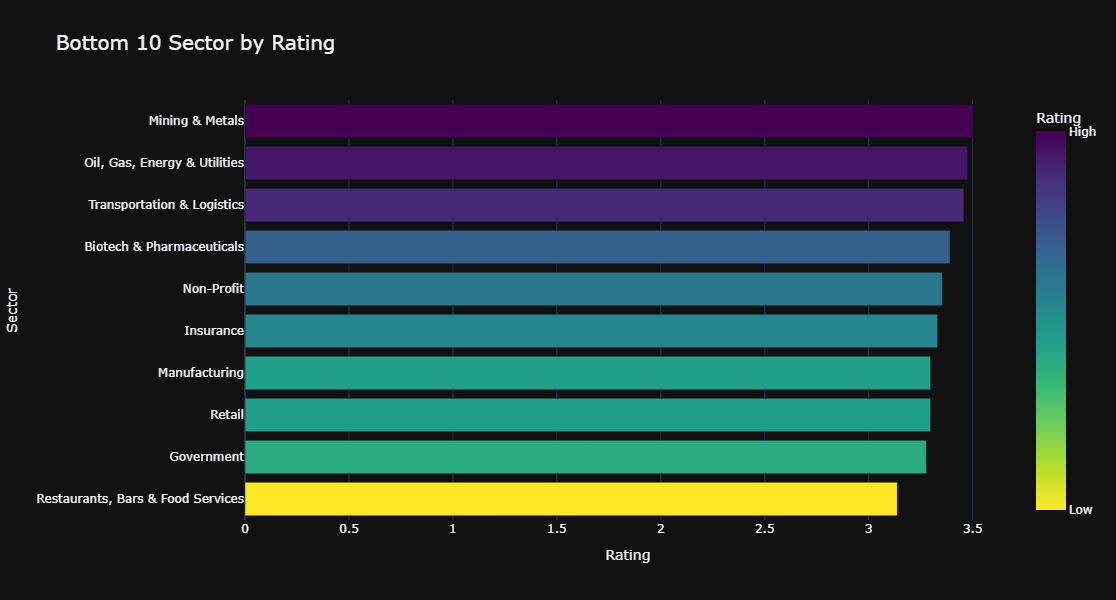 Bottom 10 Sector by Rating
Rating
High
Low
Sector
Mining & Metals
Oil, Gas, Energy & Utilities
Transportation & Logistics
Biotech & Pharmaceuticals
Non-Profit
Insurance
Manufacturing
Retail
Government
Restaurants, Bars & Food Services
0 0.5 1 1.5 2 2.5 3 3.5
Rating